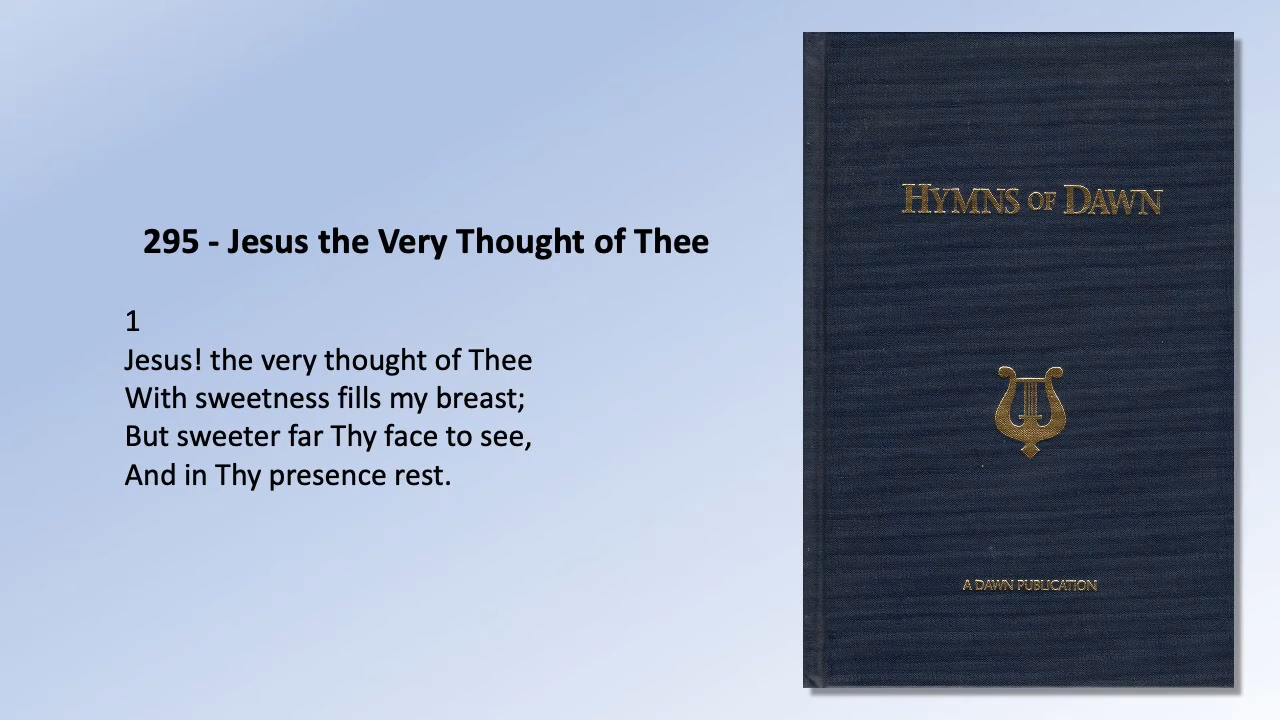 295 - Jesus the Very Thought of Thee
1
Jesus! the very thought of Thee
With sweetness fills my breast;
But sweeter far Thy face to see,
And in Thy presence rest.
HYMNS OF DAWN
A DAWN PUBLICATION